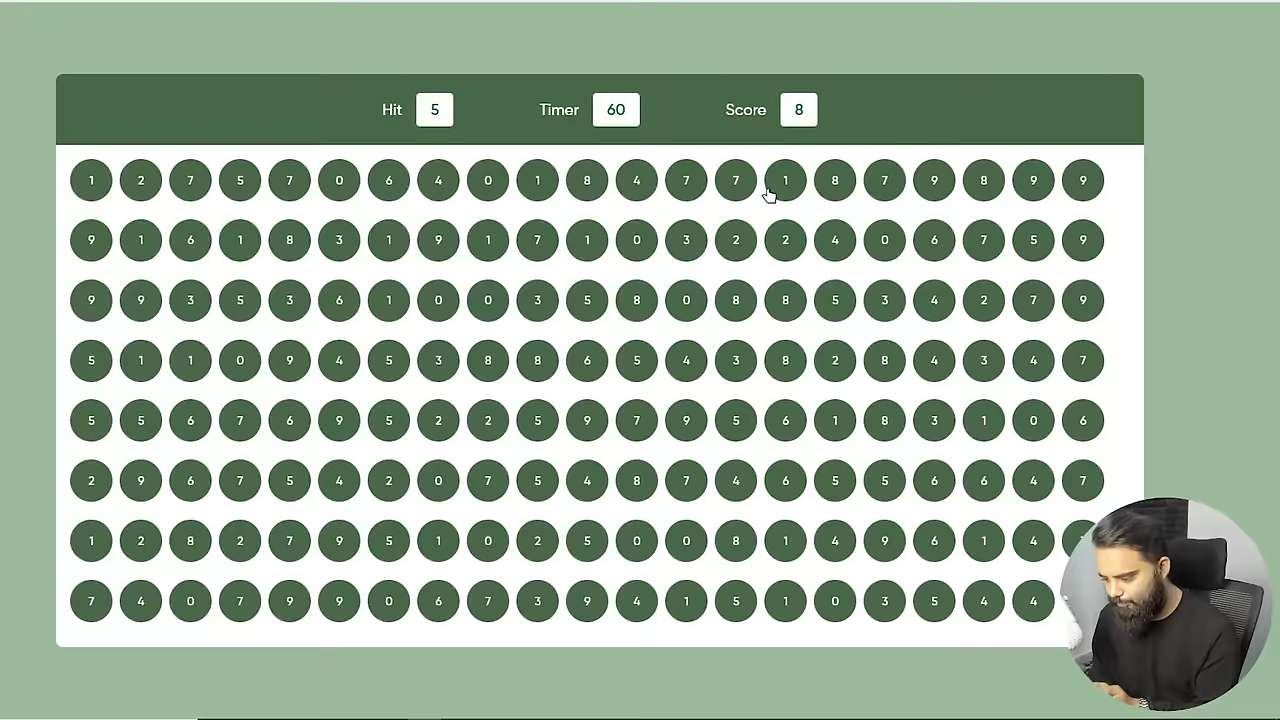 Hit 5 Timer 60 Score 8
1 2 7 5 7 0 6 4 0 1 8 4 7 7 1 8 7 9 8 9 9
9 1 6 1 8 3 1 9 1 7 1 0 3 2 2 4 0 6 7 5 9
9 9 3 5 3 6 1 0 0 3 5 8 0 8 8 5 3 4 2 7 9
5 1 1 0 9 4 5 3 8 8 6 5 4 3 8 2 8 4 3 4 7
5 5 6 7 6 9 5 2 2 5 9 7 9 5 6 1 8 3 1 0 6
2 9 6 7 5 4 2 0 7 5 4 8 7 4 6 5 5 6 6 4 7
1 2 8 2 7 9 5 1 0 2 5 0 0 8 1 4 9 6 1 4
7 4 0 7 9 9 0 6 7 3 9 4 1 5 1 0 3 5 4 4